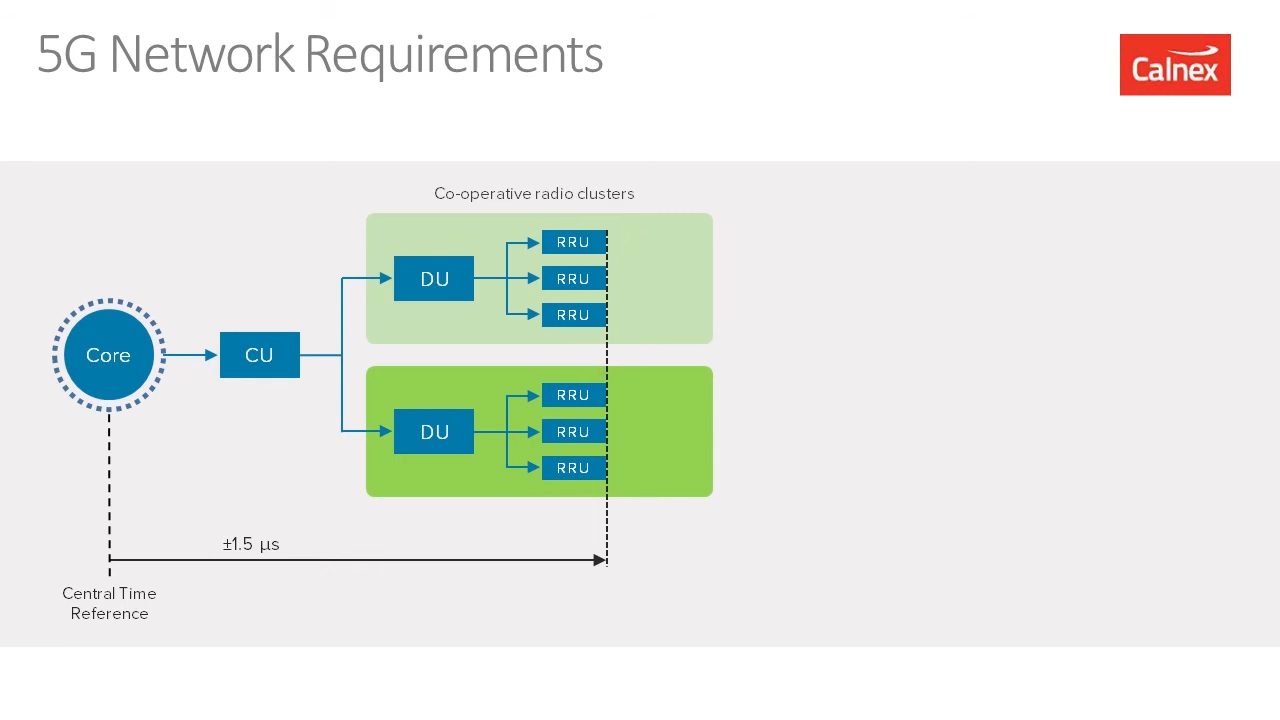 5G Network Requirements
Calnex
Co-operative radio clusters
RRU
DU
RRU
RRU
Core
CU
RRU
DU
RRU
RRU
±1.5 µs
Central Time
Reference